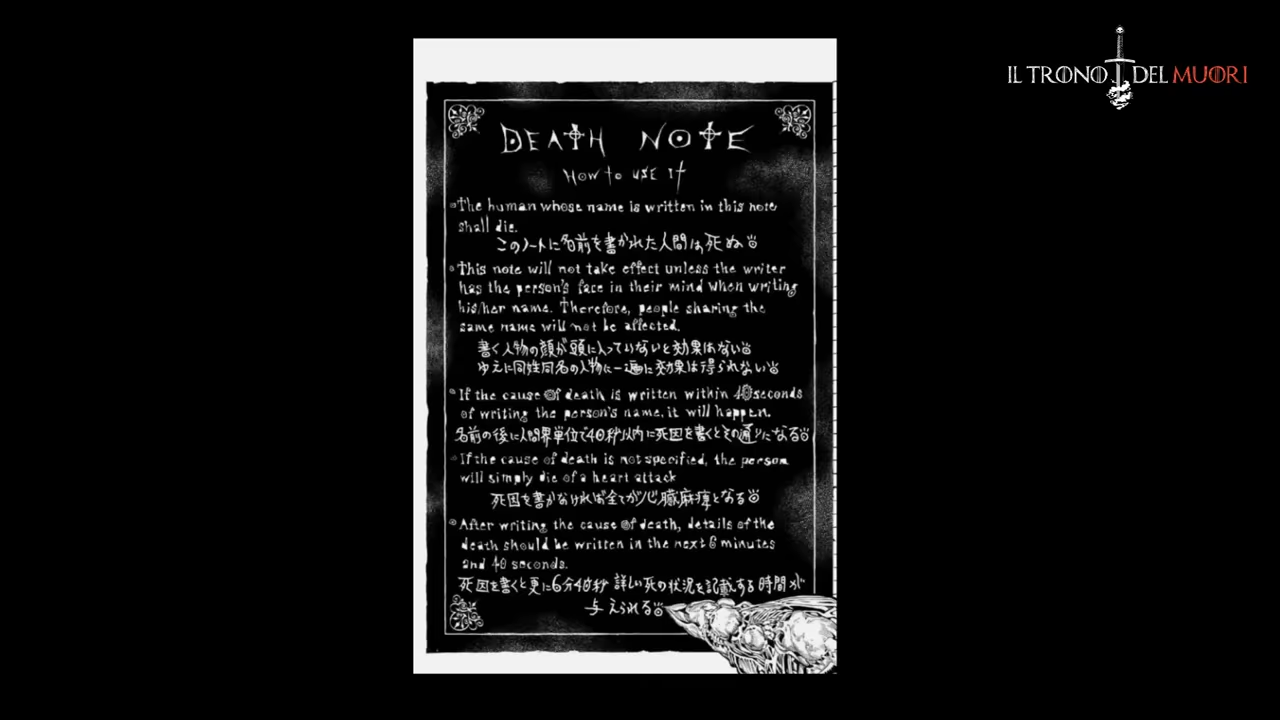 IL TRONO DEL MUORI
DEATH NOTE
HOW TO USE IT
The human whose name is written in this note
shall die.
このノートに名前を書かれた人間は死ぬ
This note will not take effect unless the writer
has the person's face in their mind when writing
his/her name. Therefore, people sharing the
same name will not be affected.
書く人物の顔が頭に入っていないと効果はない
ゆえに同姓同名の人物に一遍に効果は得られない
If the cause of death is written within 40seconds
of writing the person's name, it will happen.
名前の後に人間界単位で40秒以内に死因を書くとその通りになる
If the cause of death is not specified, the person
will simply die of a heart attack
死因を書かなければ全てが心臓麻痺となる
After writing the cause of death, details of the
death should be written in the next 6 minutes
and 40 seconds.
死因を書くと更に6分40秒 詳しい死の状況を記載する時間が
与えられる